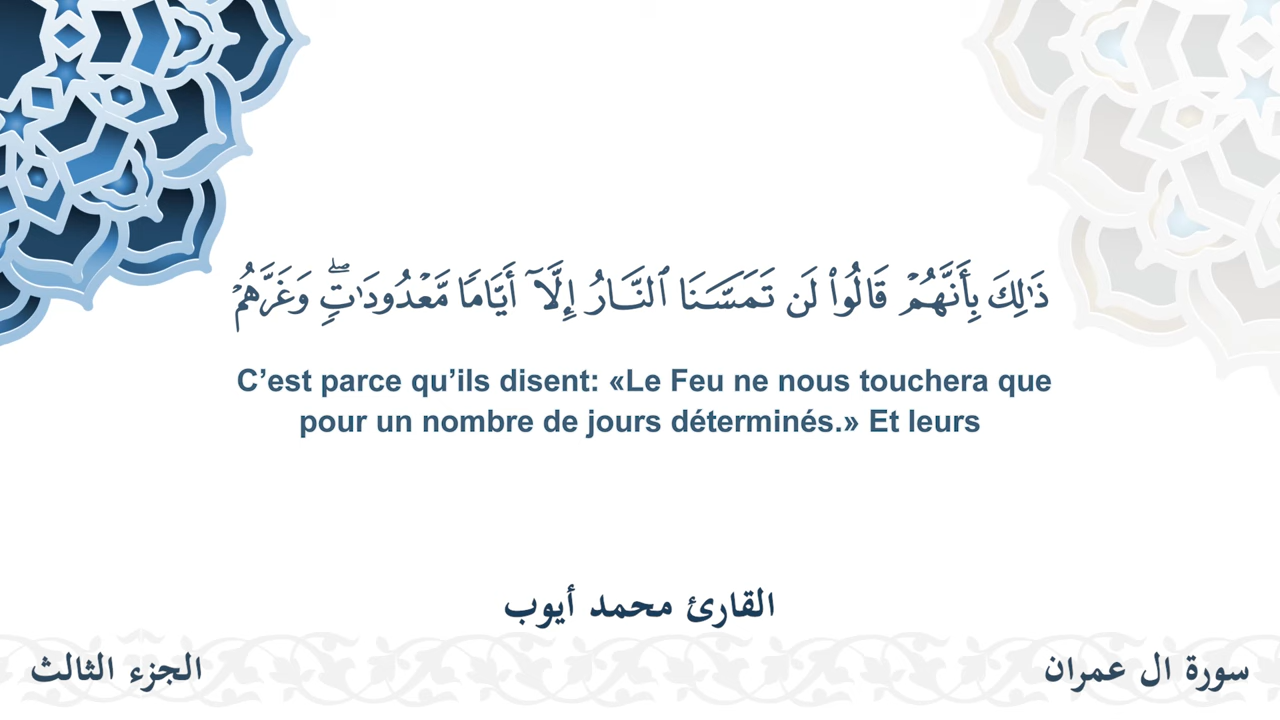 ذَٰلِكَ بِأَنَّهُمۡ قَالُواْ لَن تَمَسَّنَا ٱلنَّارُ إِلَّآ أَيَّامٗا مَّعۡدُودَٰتٖۖ وَغَرَّهُمۡ
C’est parce qu’ils disent: «Le Feu ne nous touchera que
pour un nombre de jours déterminés.» Et leurs
القارئ محمد أيوب
سورة ال عمران
الجزء الثالث